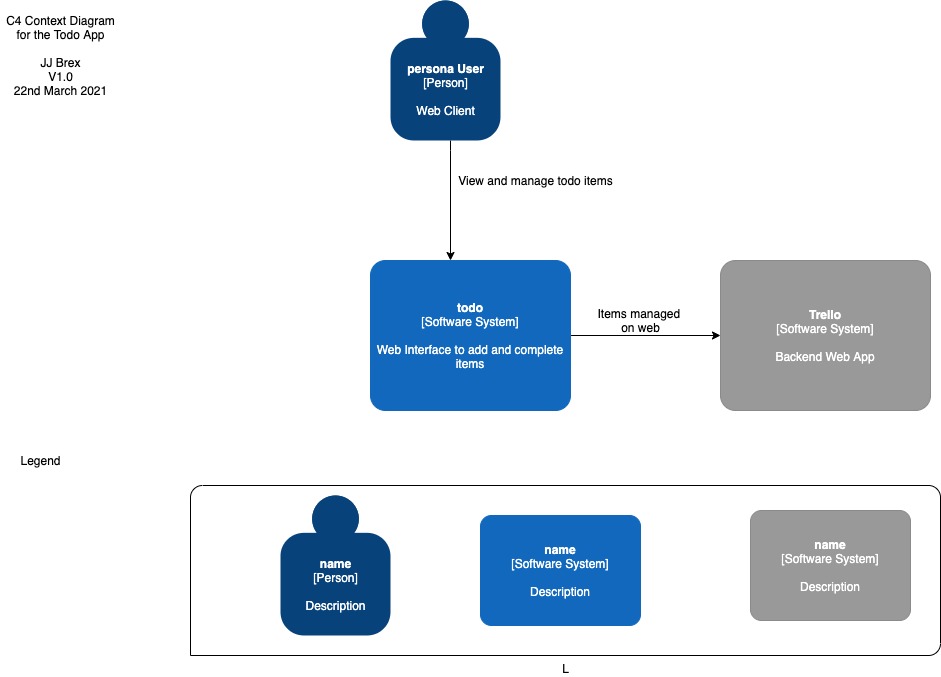 C4 Context Diagram
for the Todo App
JJ Brex
V1.0
22nd March 2021
persona User
[Person]
Web Client
View and manage todo items
todo
[Software System]
Web Interface to add and complete
items
Items managed
on web
Trello
[Software System]
Backend Web App
Legend
name
[Person]
Description
name
[Software System]
Description
name
[Software System]
Description
L